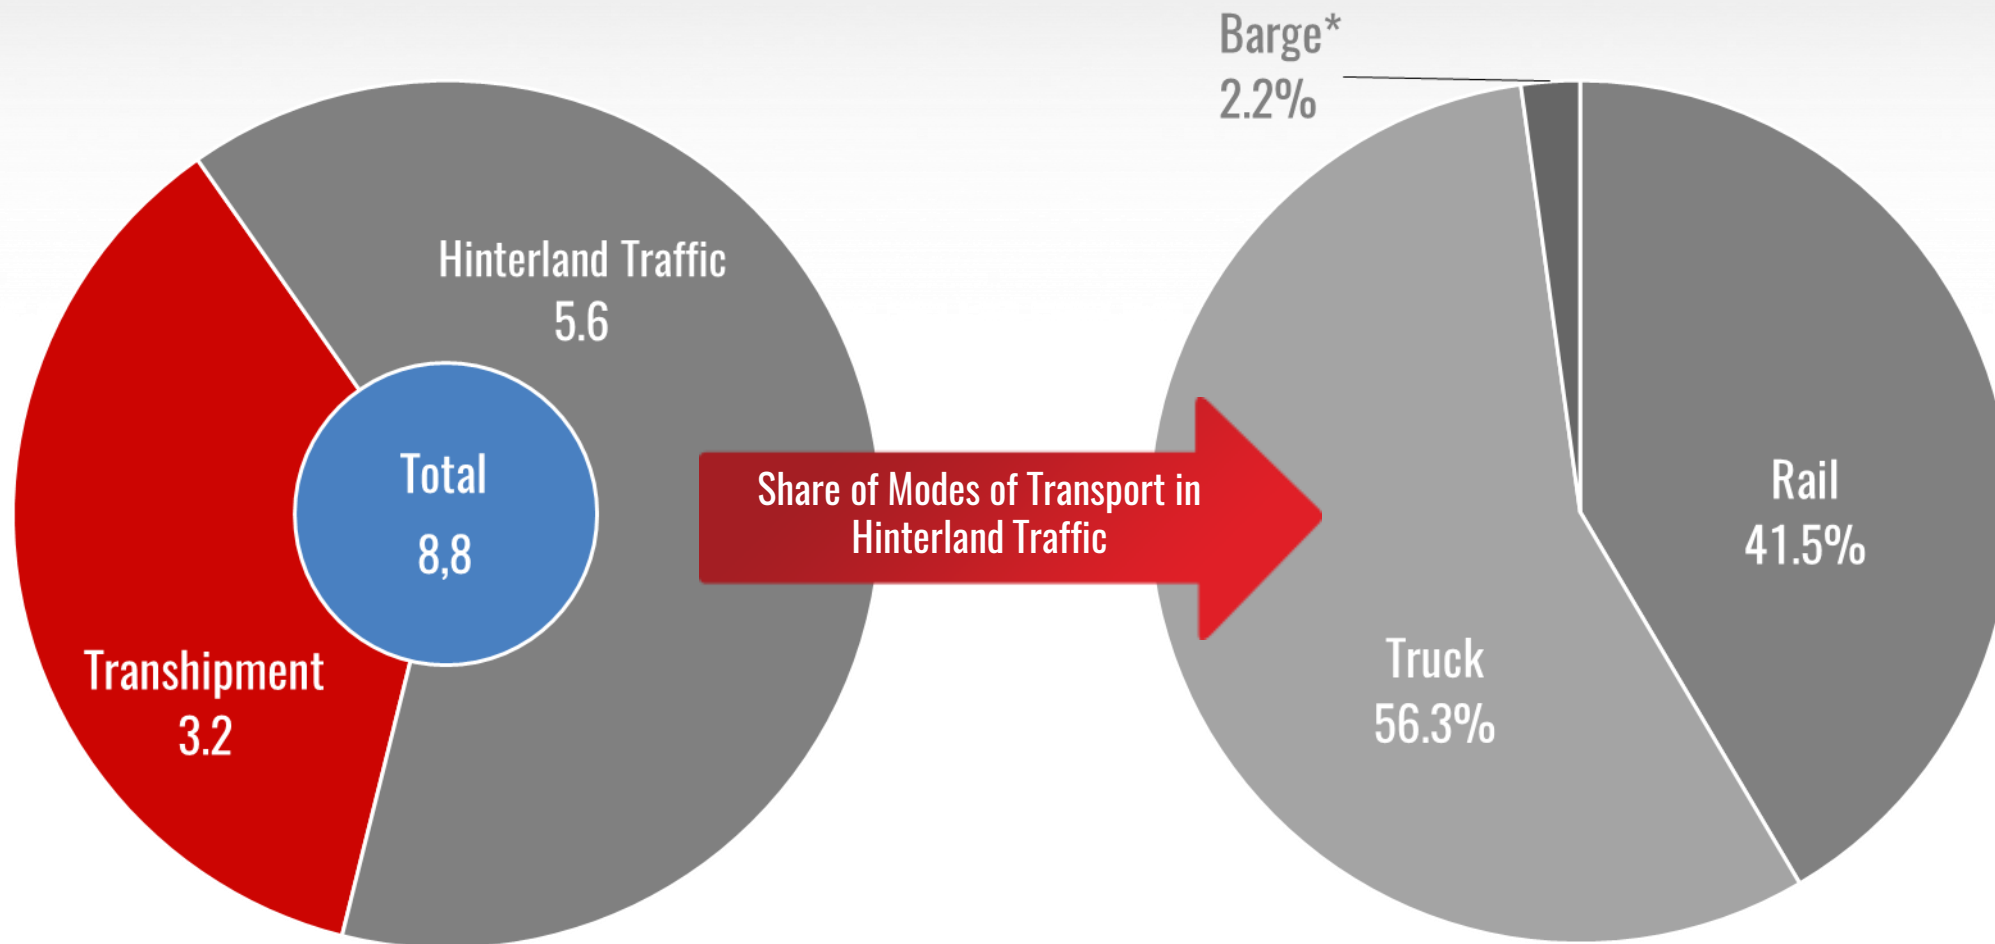 Barge*
2.2%
Hinterland Traffic
5.6
Total
8,8
Transhipment
3.2
Share of Modes of Transport in
Hinterland Traffic
Rail
41.5%
Truck
56.3%